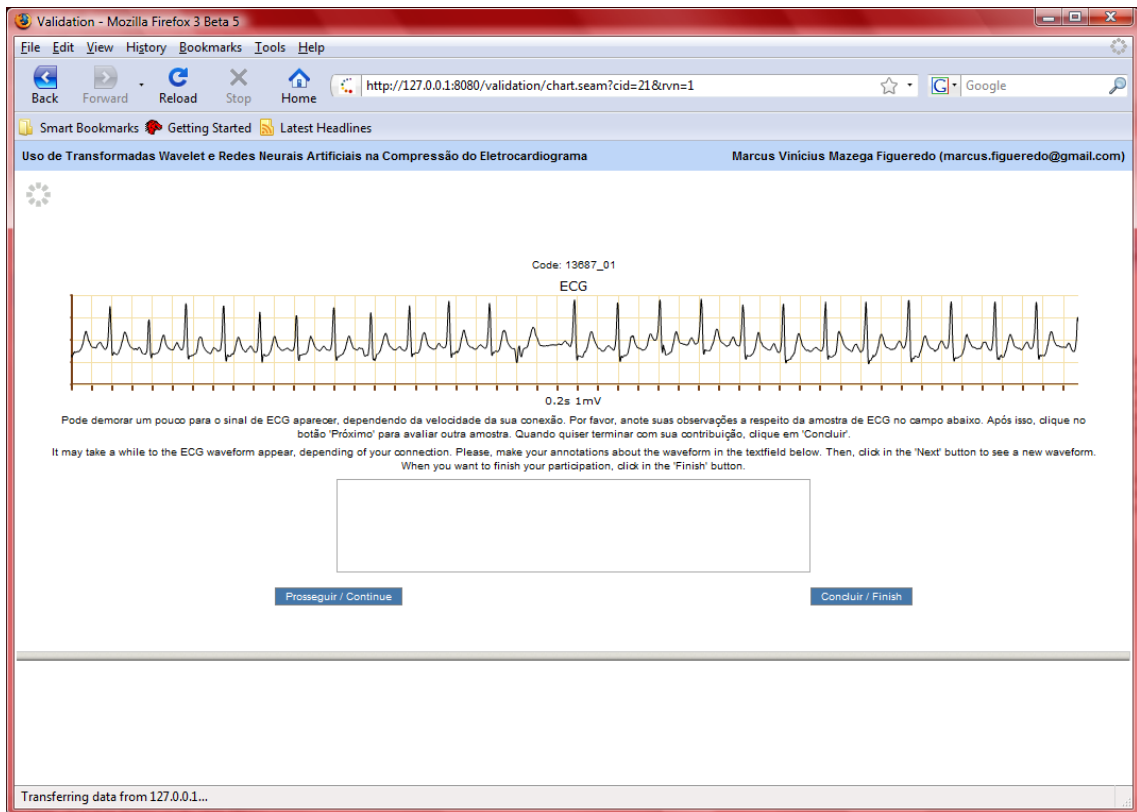 Validation - Mozilla Firefox 3 Beta 5
File Edit View History Bookmarks Tools Help
http://127.0.0.1:8080/validation/chart.seam?cid=21&rvn=1
G Google
Back Forward Reload Stop Home
Smart Bookmarks Getting Started Latest Headlines
Uso de Transformadas Wavelet e Redes Neurais Artificiais na Compressão do Eletrocardiograma Marcus Vinícius Mazega Figueredo (marcus.figueredo@gmail.com)
Code: 13687_01
ECG
0.2s 1mV
Pode demorar um pouco para o sinal de ECG aparecer, dependendo da velocidade da sua conexão. Por favor, anote suas observações a respeito da amostra de ECG no campo abaixo. Após isso, clique no
botão 'Próximo' para avaliar outra amostra. Quando quiser terminar com sua contribuição, clique em 'Concluir'.
It may take a while to the ECG waveform appear, depending of your connection. Please, make your annotations about the waveform in the textfield below. Then, click in the 'Next' button to see a new waveform.
When you want to finish your participation, click in the 'Finish' button.
Prosseguir / Continue Concluir / Finish
Transferring data from 127.0.0.1...